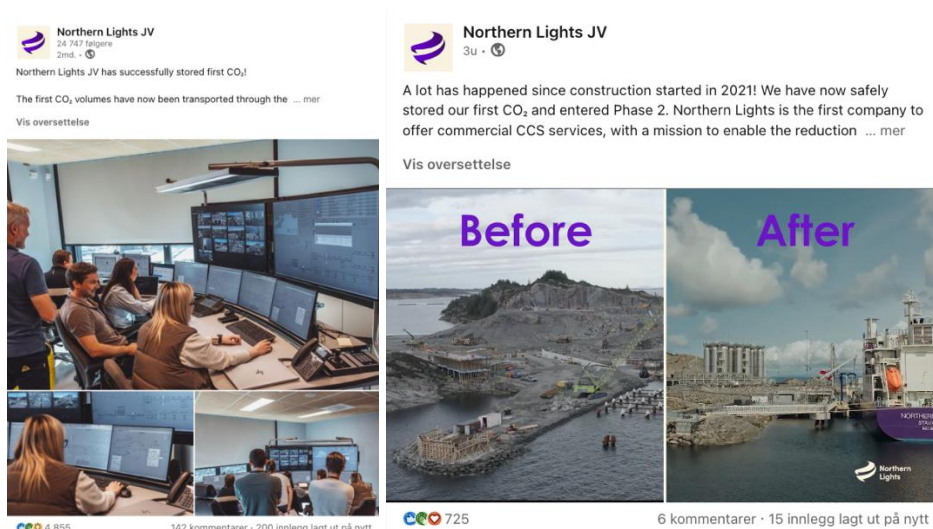 Northern Lights JV
24 747 følgere
2md. •
Northern Lights JV has successfully stored first CO₂!
The first CO₂ volumes have now been transported through the ... mer
Vis oversettelse
4 855
142 kommentarer · 200 innlegg lagt ut på nytt
Northern Lights JV
3u •
A lot has happened since construction started in 2021! We have now safely
stored our first CO₂ and entered Phase 2. Northern Lights is the first company to
offer commercial CCS services, with a mission to enable the reduction ... mer
Vis oversettelse
Before
After
Northern
Lights
725
6 kommentarer · 15 innlegg lagt ut på nytt